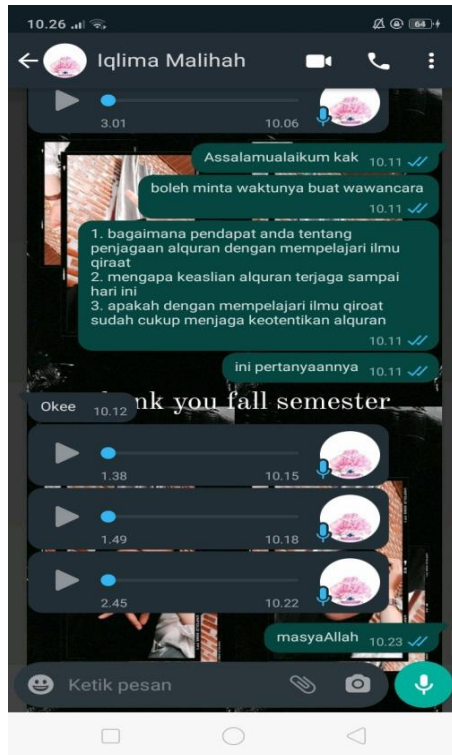 10.26
64
Iqlima Malihah
3.01 10.06
Assalamualaikum kak 10.11
boleh minta waktunya buat wawancara
10.11
1. bagaimana pendapat anda tentang
penjagaan alquran dengan mempelajari ilmu
qiraat
2. mengapa keaslian alquran terjaga sampai
hari ini
3. apakah dengan mempelajari ilmu qiroat
sudah cukup menjaga keotentikan alquran
10.11
ini pertanyaannya 10.11
nk you fall semester
Okee 10.12
1.38 10.15
1.49 10.18
2.45 10.22
masyaAllah 10.23
Ketik pesan